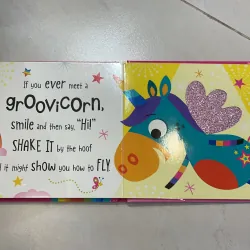 If you ever meet a
groovicorn,
smile and then say, "Hi!"
SHAKE IT by the hoof
it might SHOW you how to FLY